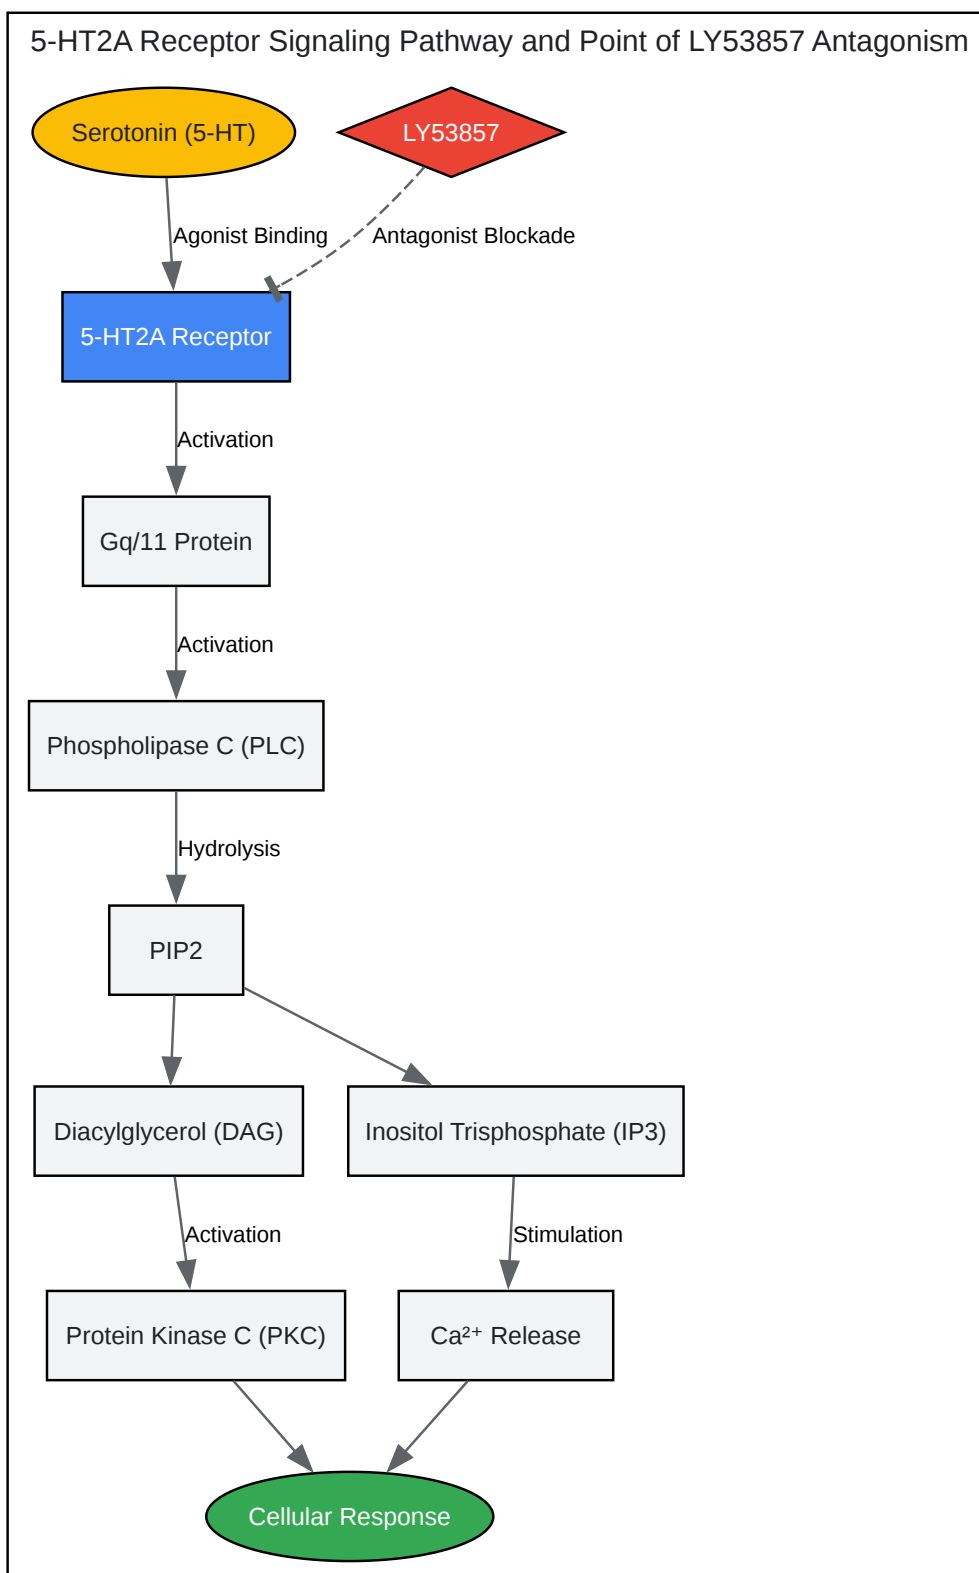 5-HT2A Receptor Signaling Pathway and Point of LY53857 Antagonism
Serotonin (5-HT)
LY53857
Agonist Binding
Antagonist Blockade
5-HT2A Receptor
Activation
Gq/11 Protein
Activation
Phospholipase C (PLC)
Hydrolysis
PIP2
Diacylglycerol (DAG)
Inositol Trisphosphate (IP3)
Activation
Stimulation
Protein Kinase C (PKC)
Ca²⁺ Release
Cellular Response